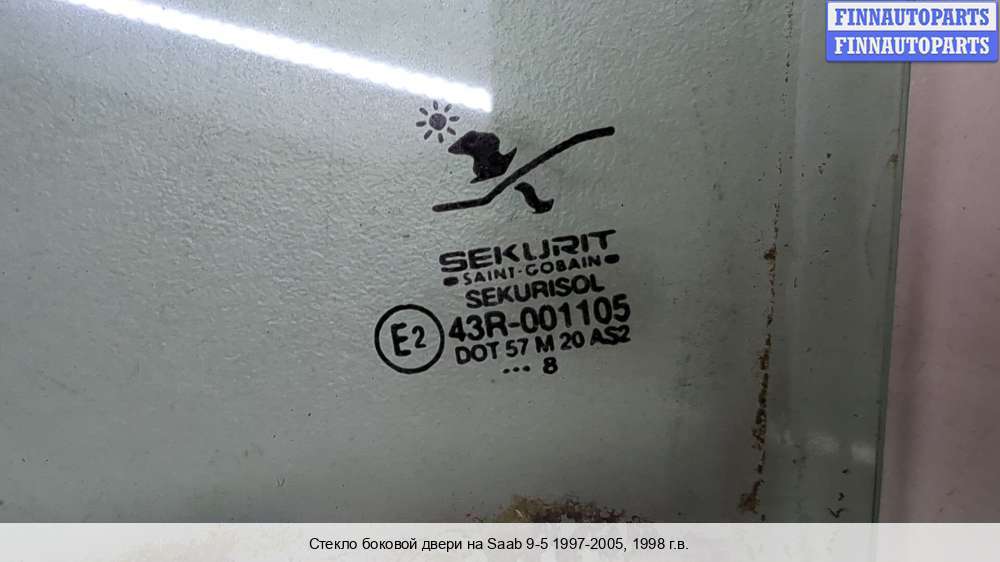 FINNAUTOPARTS
FINNAUTOPARTS
SEKURIT
SAINT-GOBAIN
SEKURISOL
E2 43R-001105
DOT 57 M 20 AS2
... 8
Стекло боковой двери на Saab 9-5 1997-2005, 1998 г.в.